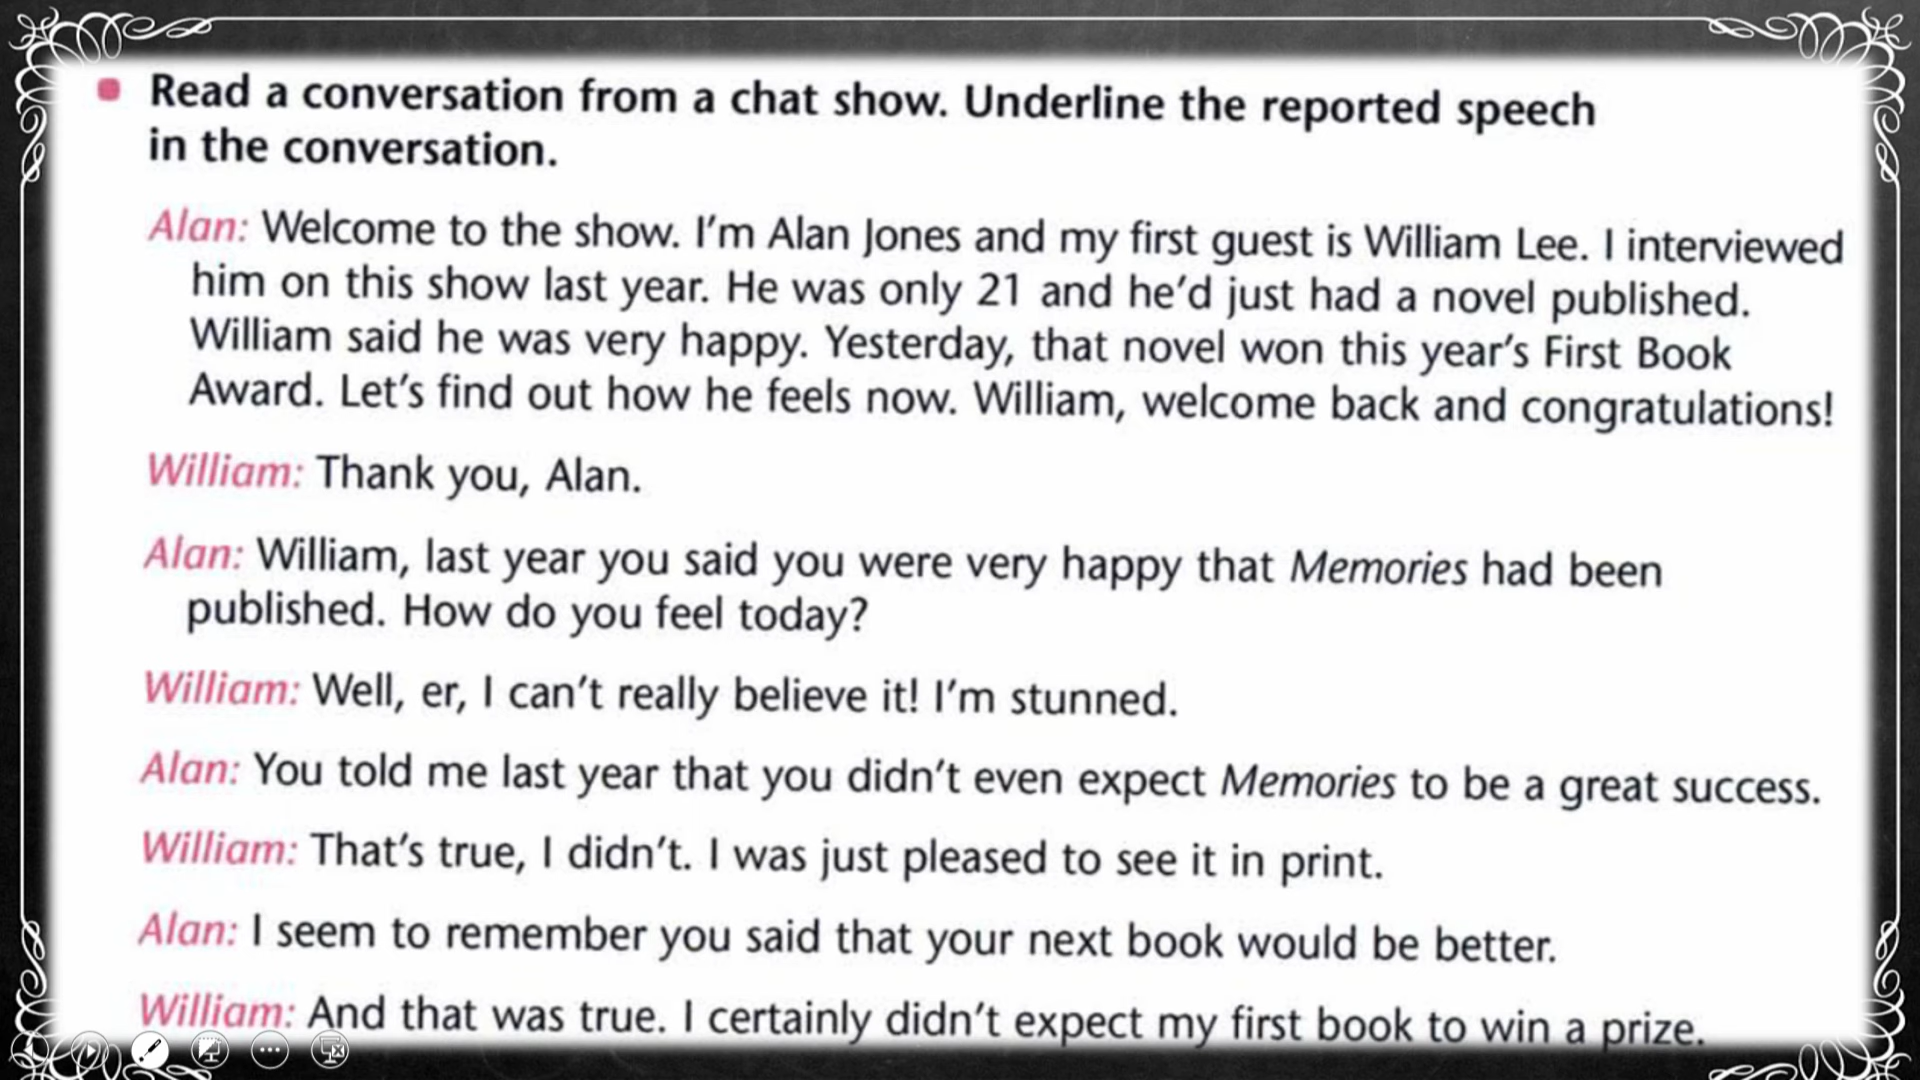 Read a conversation from a chat show. Underline the reported speech
in the conversation.
Alan: Welcome to the show. I'm Alan Jones and my first guest is William Lee. I interviewed
him on this show last year. He was only 21 and he'd just had a novel published.
William said he was very happy. Yesterday, that novel won this year's First Book
Award. Let's find out how he feels now. William, welcome back and congratulations!
William: Thank you, Alan.
Alan: William, last year you said you were very happy that Memories had been
published. How do you feel today?
William: Well, er, I can't really believe it! I'm stunned.
Alan: You told me last year that you didn't even expect Memories to be a great success.
William: That's true, I didn't. I was just pleased to see it in print.
Alan: I seem to remember you said that your next book would be better.
William: And that was true. I certainly didn't expect my first book to win a prize.